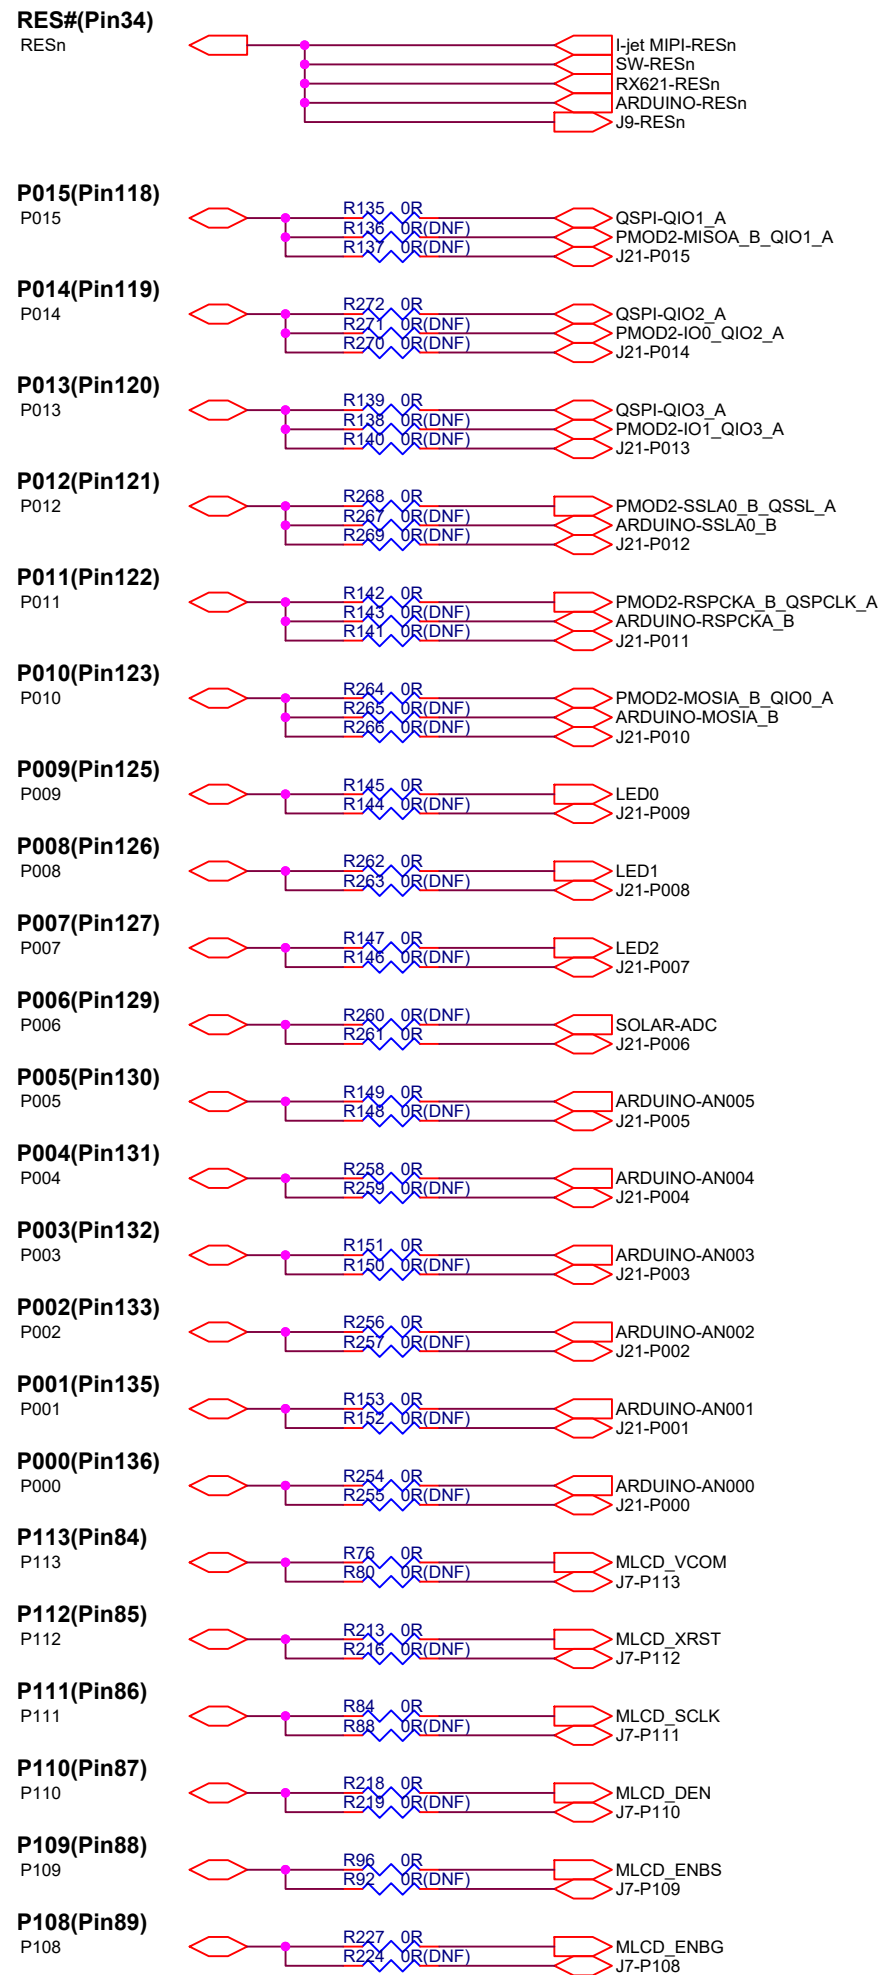 RES#(Pin34)
RESn
I-jet MIPI-RESn
SW-RESn
RX621-RESn
ARDUINO-RESn
J9-RESn
P015(Pin118)
P015 R135 0R QSPI-QIO1_A
R136 0R(DNF) PMOD2-MISOA_B_QIO1_A
R137 0R(DNF) J21-P015
P014(Pin119)
P014 R272 0R QSPI-QIO2_A
R271 0R(DNF) PMOD2-IO0_QIO2_A
R270 0R(DNF) J21-P014
P013(Pin120)
P013 R139 0R QSPI-QIO3_A
R138 0R(DNF) PMOD2-IO1_QIO3_A
R140 0R(DNF) J21-P013
P012(Pin121)
P012 R268 0R PMOD2-SSLA0_B_QSSL_A
R267 0R(DNF) ARDUINO-SSLA0_B
R269 0R(DNF) J21-P012
P011(Pin122)
P011 R142 0R PMOD2-RSPCKA_B_QSPCLK_A
R143 0R(DNF) ARDUINO-RSPCKA_B
R141 0R(DNF) J21-P011
P010(Pin123)
P010 R264 0R PMOD2-MOSIA_B_QIO0_A
R265 0R(DNF) ARDUINO-MOSIA_B
R266 0R(DNF) J21-P010
P009(Pin125)
P009 R145 0R LED0
R144 0R(DNF) J21-P009
P008(Pin126)
P008 R262 0R LED1
R263 0R(DNF) J21-P008
P007(Pin127)
P007 R147 0R LED2
R146 0R(DNF) J21-P007
P006(Pin129)
P006 R260 0R(DNF) SOLAR-ADC
R261 0R J21-P006
P005(Pin130)
P005 R149 0R ARDUINO-AN005
R148 0R(DNF) J21-P005
P004(Pin131)
P004 R258 0R ARDUINO-AN004
R259 0R(DNF) J21-P004
P003(Pin132)
P003 R151 0R ARDUINO-AN003
R150 0R(DNF) J21-P003
P002(Pin133)
P002 R256 0R ARDUINO-AN002
R257 0R(DNF) J21-P002
P001(Pin135)
P001 R153 0R ARDUINO-AN001
R152 0R(DNF) J21-P001
P000(Pin136)
P000 R254 0R ARDUINO-AN000
R255 0R(DNF) J21-P000
P113(Pin84)
P113 R76 0R MLCD_VCOM
R80 0R(DNF) J7-P113
P112(Pin85)
P112 R213 0R MLCD_XRST
R216 0R(DNF) J7-P112
P111(Pin86)
P111 R84 0R MLCD_SCLK
R88 0R(DNF) J7-P111
P110(Pin87)
P110 R218 0R MLCD_DEN
R219 0R(DNF) J7-P110
P109(Pin88)
P109 R96 0R MLCD_ENBS
R92 0R(DNF) J7-P109
P108(Pin89)
P108 R227 0R MLCD_ENBG
R224 0R(DNF) J7-P108